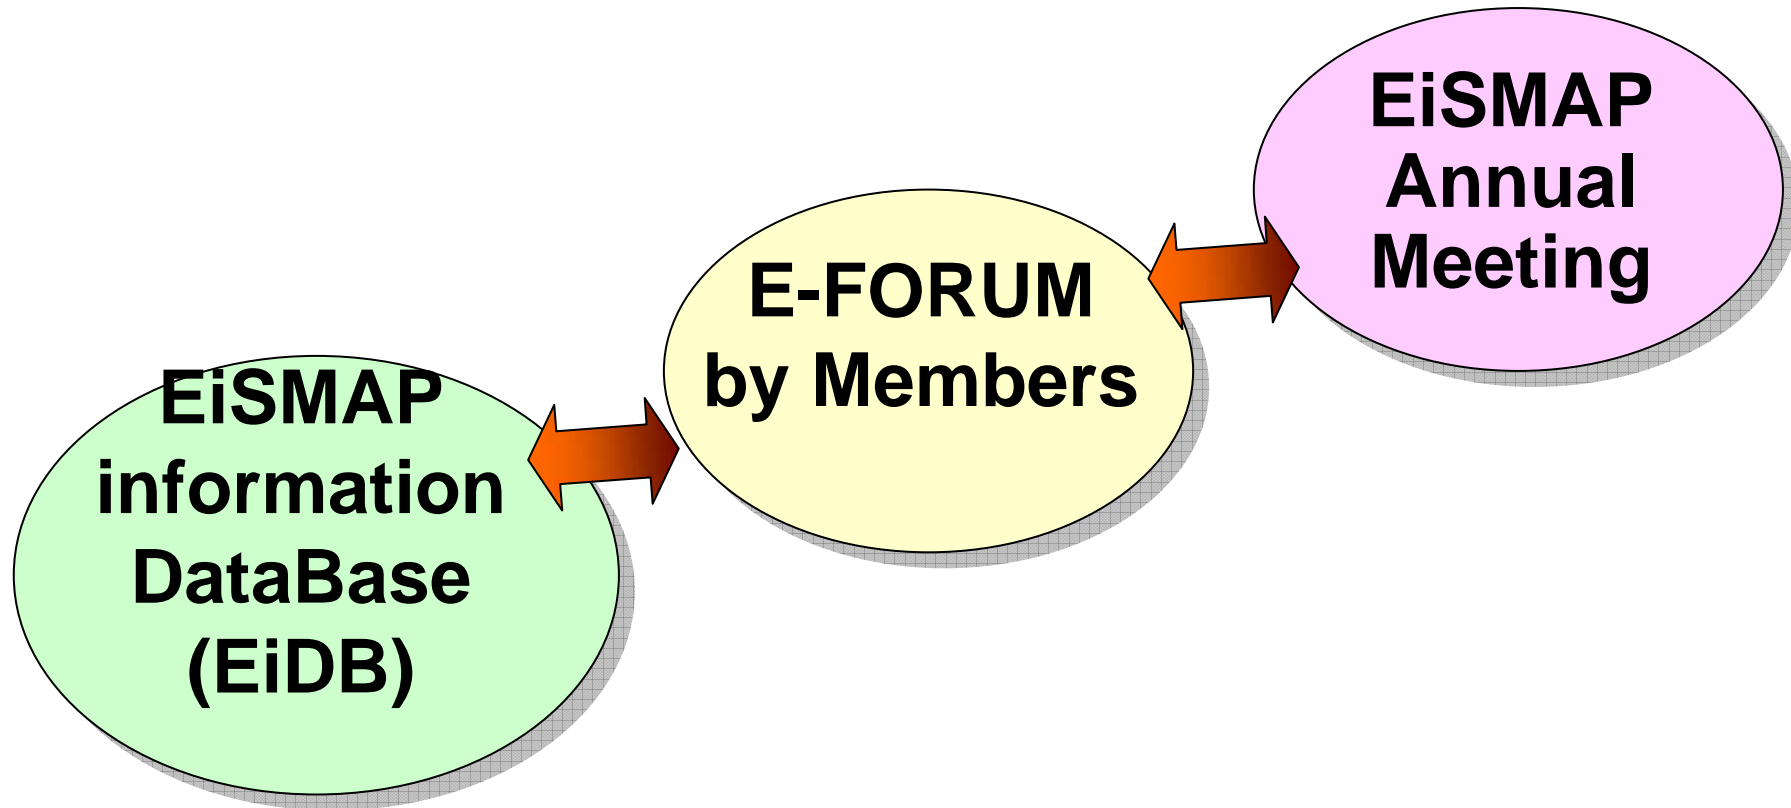 EiSMAP
Annual
Meeting
E-FORUM
by Members
EiSMAP
information
DataBase
(EiDB)